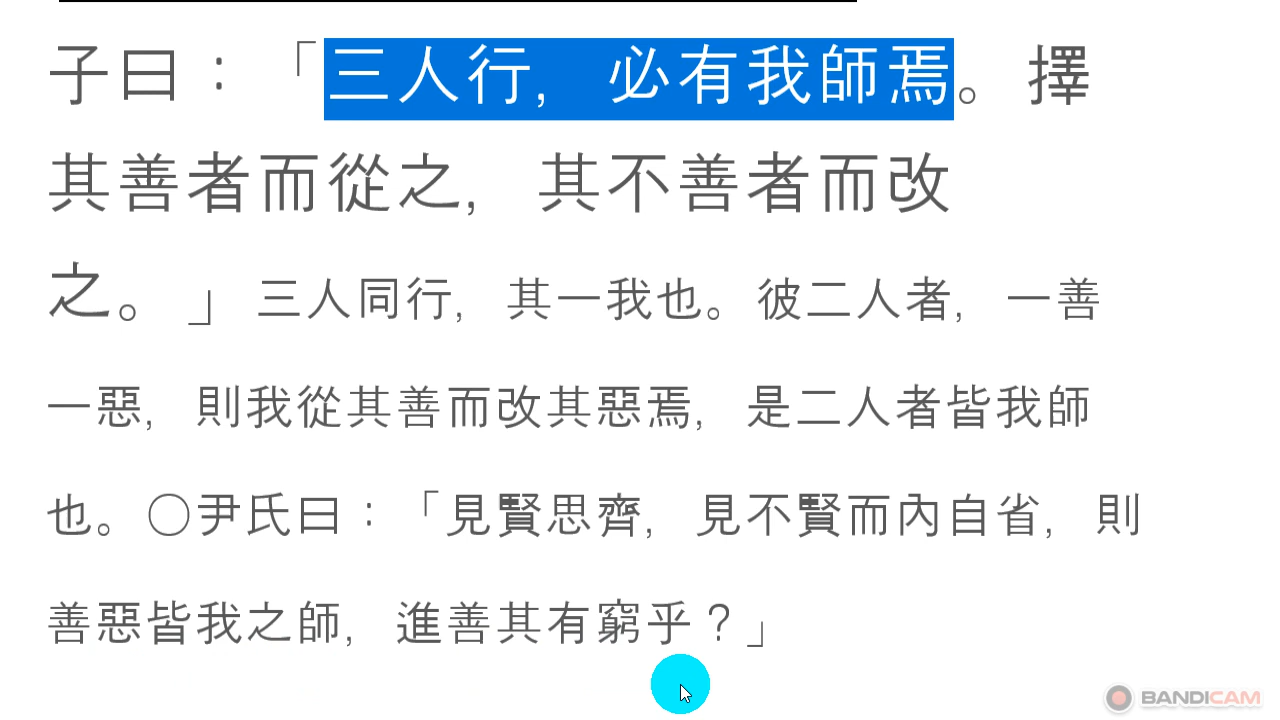 子曰：「三人行，必有我師焉。擇
其善者而從之，其不善者而改
之。」三人同行，其一我也。彼二人者，一善
一惡，則我從其善而改其惡焉，是二人者皆我師
也。○尹氏曰：「見賢思齊，見不賢而內自省，則
善惡皆我之師，進善其有窮乎？」
BANDICAM